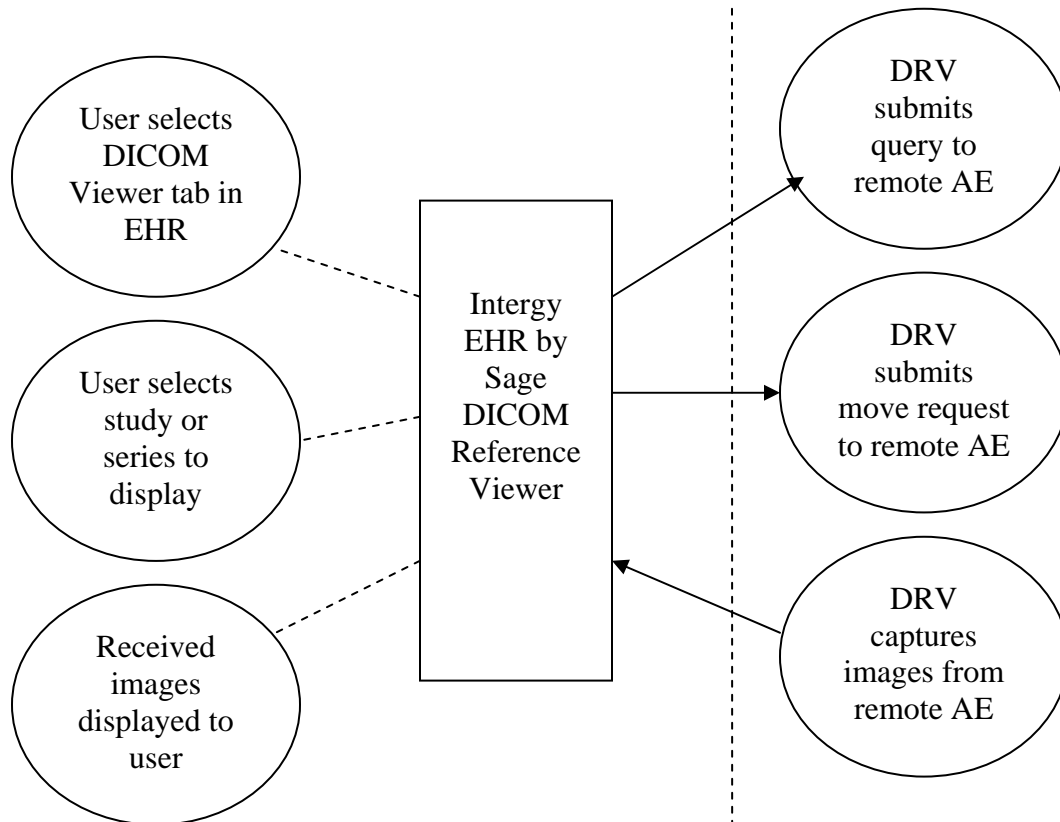 User selects
DICOM
Viewer tab in
EHR
User selects
study or
series to
display
Received
images
displayed to
user
Intergy
EHR by
Sage
DICOM
Reference
Viewer
DRV
submits
query to
remote AE
DRV
submits
move request
to remote AE
DRV
captures
images from
remote AE